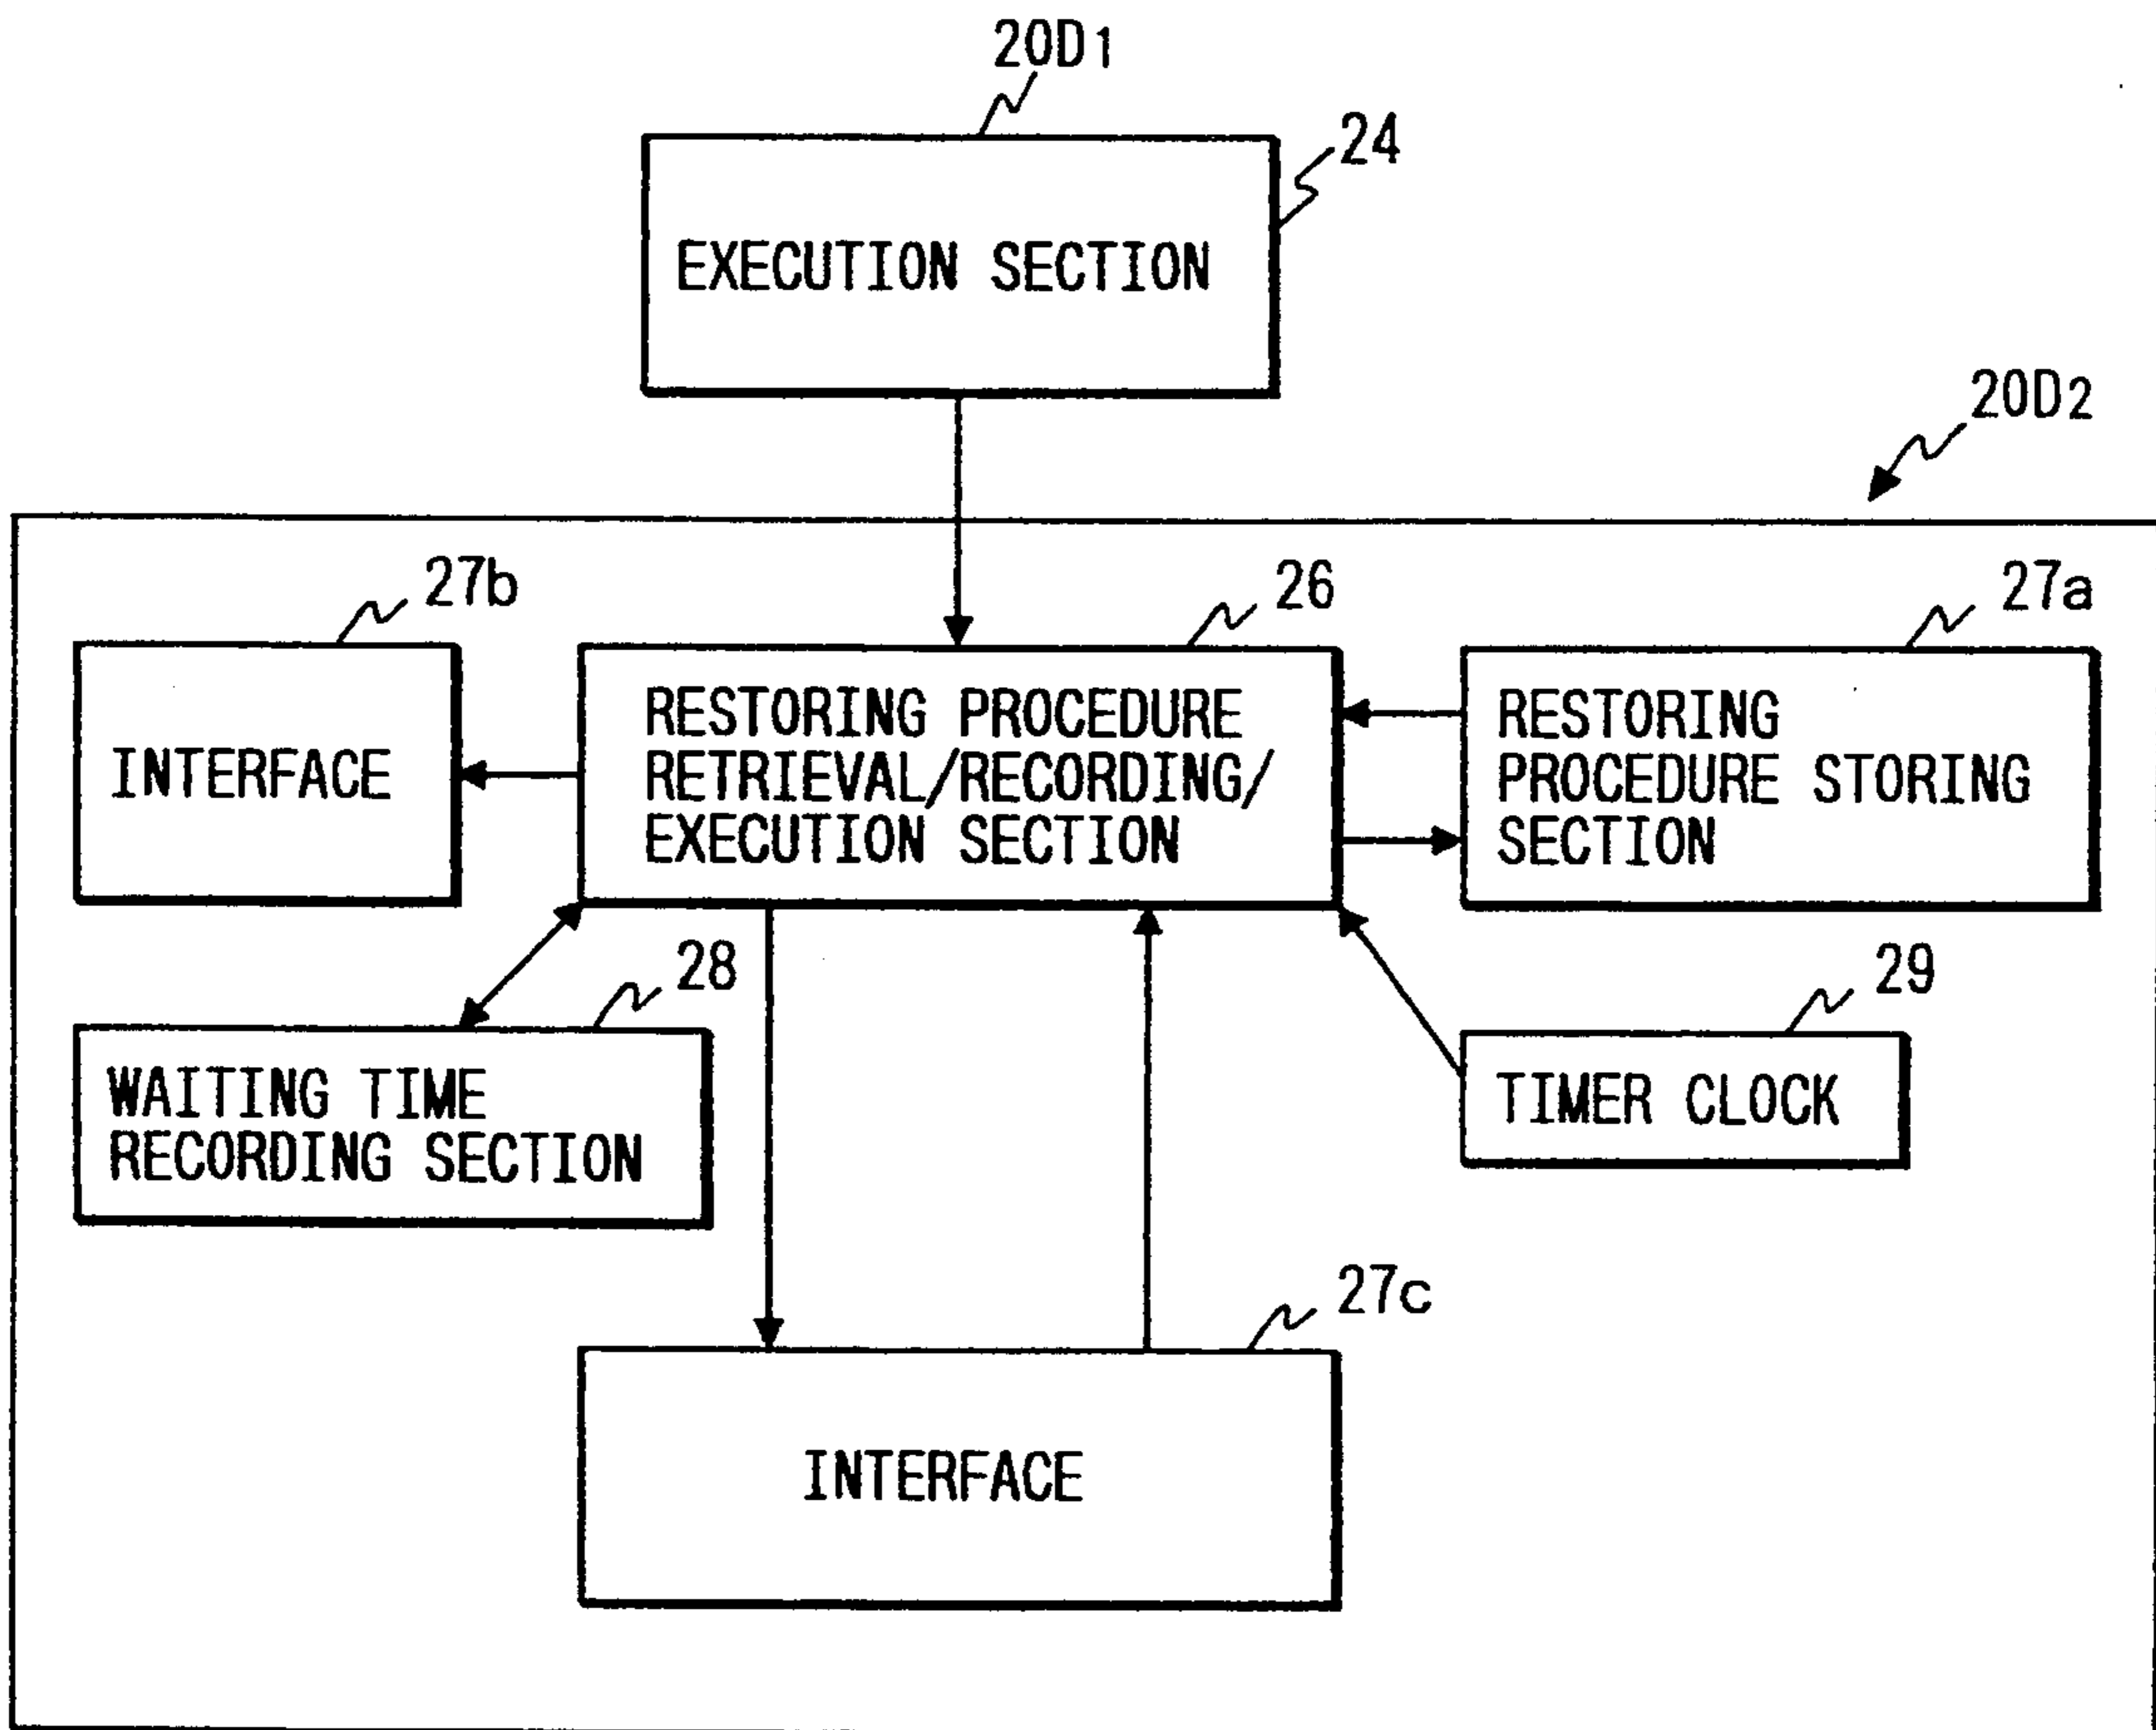 20D1
24
EXECUTION SECTION
20D2
27b
26
27a
INTERFACE
RESTORING PROCEDURE
RETRIEVAL/RECORDING/
EXECUTION SECTION
RESTORING
PROCEDURE STORING
SECTION
28
29
WAITING TIME
RECORDING SECTION
TIMER CLOCK
27c
INTERFACE